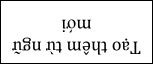 Tạo thêm từ ngữ
mới